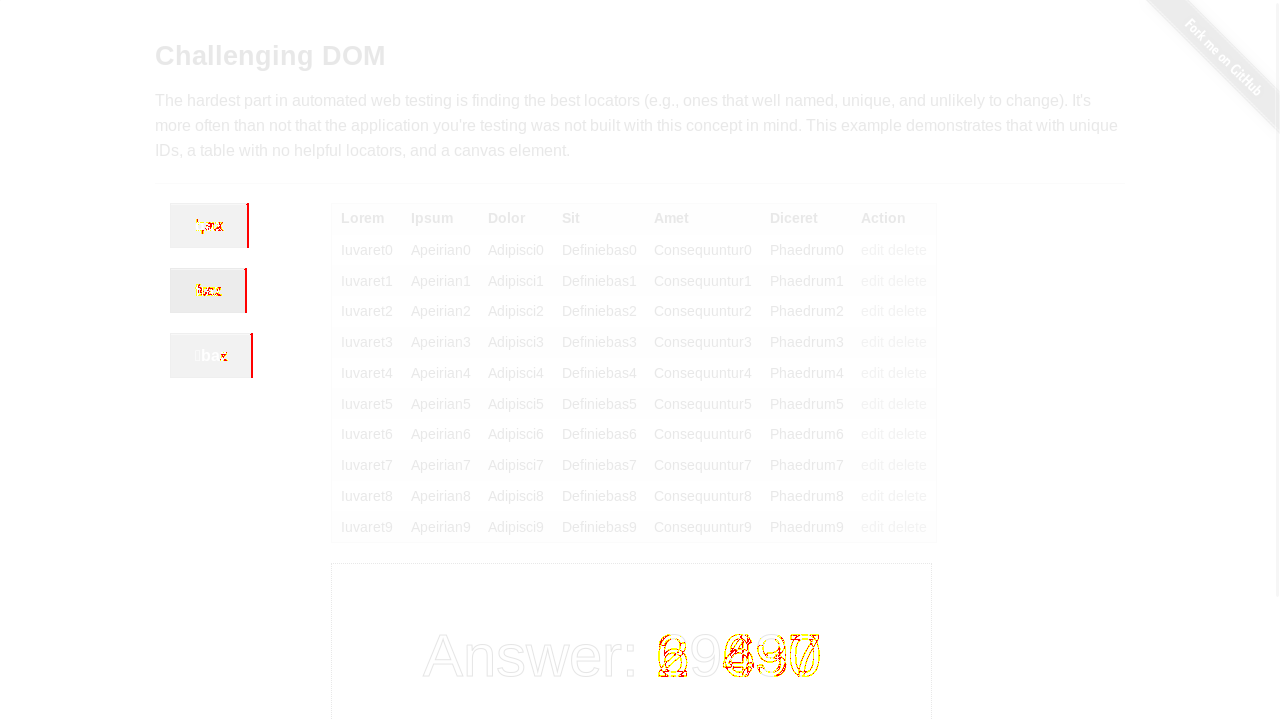 Fork me on GitHub
Challenging DOM
The hardest part in automated web testing is finding the best locators (e.g., ones that well named, unique, and unlikely to change). It's
more often than not that the application you're testing was not built with this concept in mind. This example demonstrates that with unique
IDs, a table with no helpful locators, and a canvas element.
Lorem Ipsum Dolor Sit Amet Diceret Action
Iuvaret0 Apeirian0 Adipisci0 Definiebas0 Consequuntur0 Phaedrum0 edit delete
Iuvaret1 Apeirian1 Adipisci1 Definiebas1 Consequuntur1 Phaedrum1 edit delete
Iuvaret2 Apeirian2 Adipisci2 Definiebas2 Consequuntur2 Phaedrum2 edit delete
Iuvaret3 Apeirian3 Adipisci3 Definiebas3 Consequuntur3 Phaedrum3 edit delete
Iuvaret4 Apeirian4 Adipisci4 Definiebas4 Consequuntur4 Phaedrum4 edit delete
Iuvaret5 Apeirian5 Adipisci5 Definiebas5 Consequuntur5 Phaedrum5 edit delete
Iuvaret6 Apeirian6 Adipisci6 Definiebas6 Consequuntur6 Phaedrum6 edit delete
Iuvaret7 Apeirian7 Adipisci7 Definiebas7 Consequuntur7 Phaedrum7 edit delete
Iuvaret8 Apeirian8 Adipisci8 Definiebas8 Consequuntur8 Phaedrum8 edit delete
Iuvaret9 Apeirian9 Adipisci9 Definiebas9 Consequuntur9 Phaedrum9 edit delete
Answer: